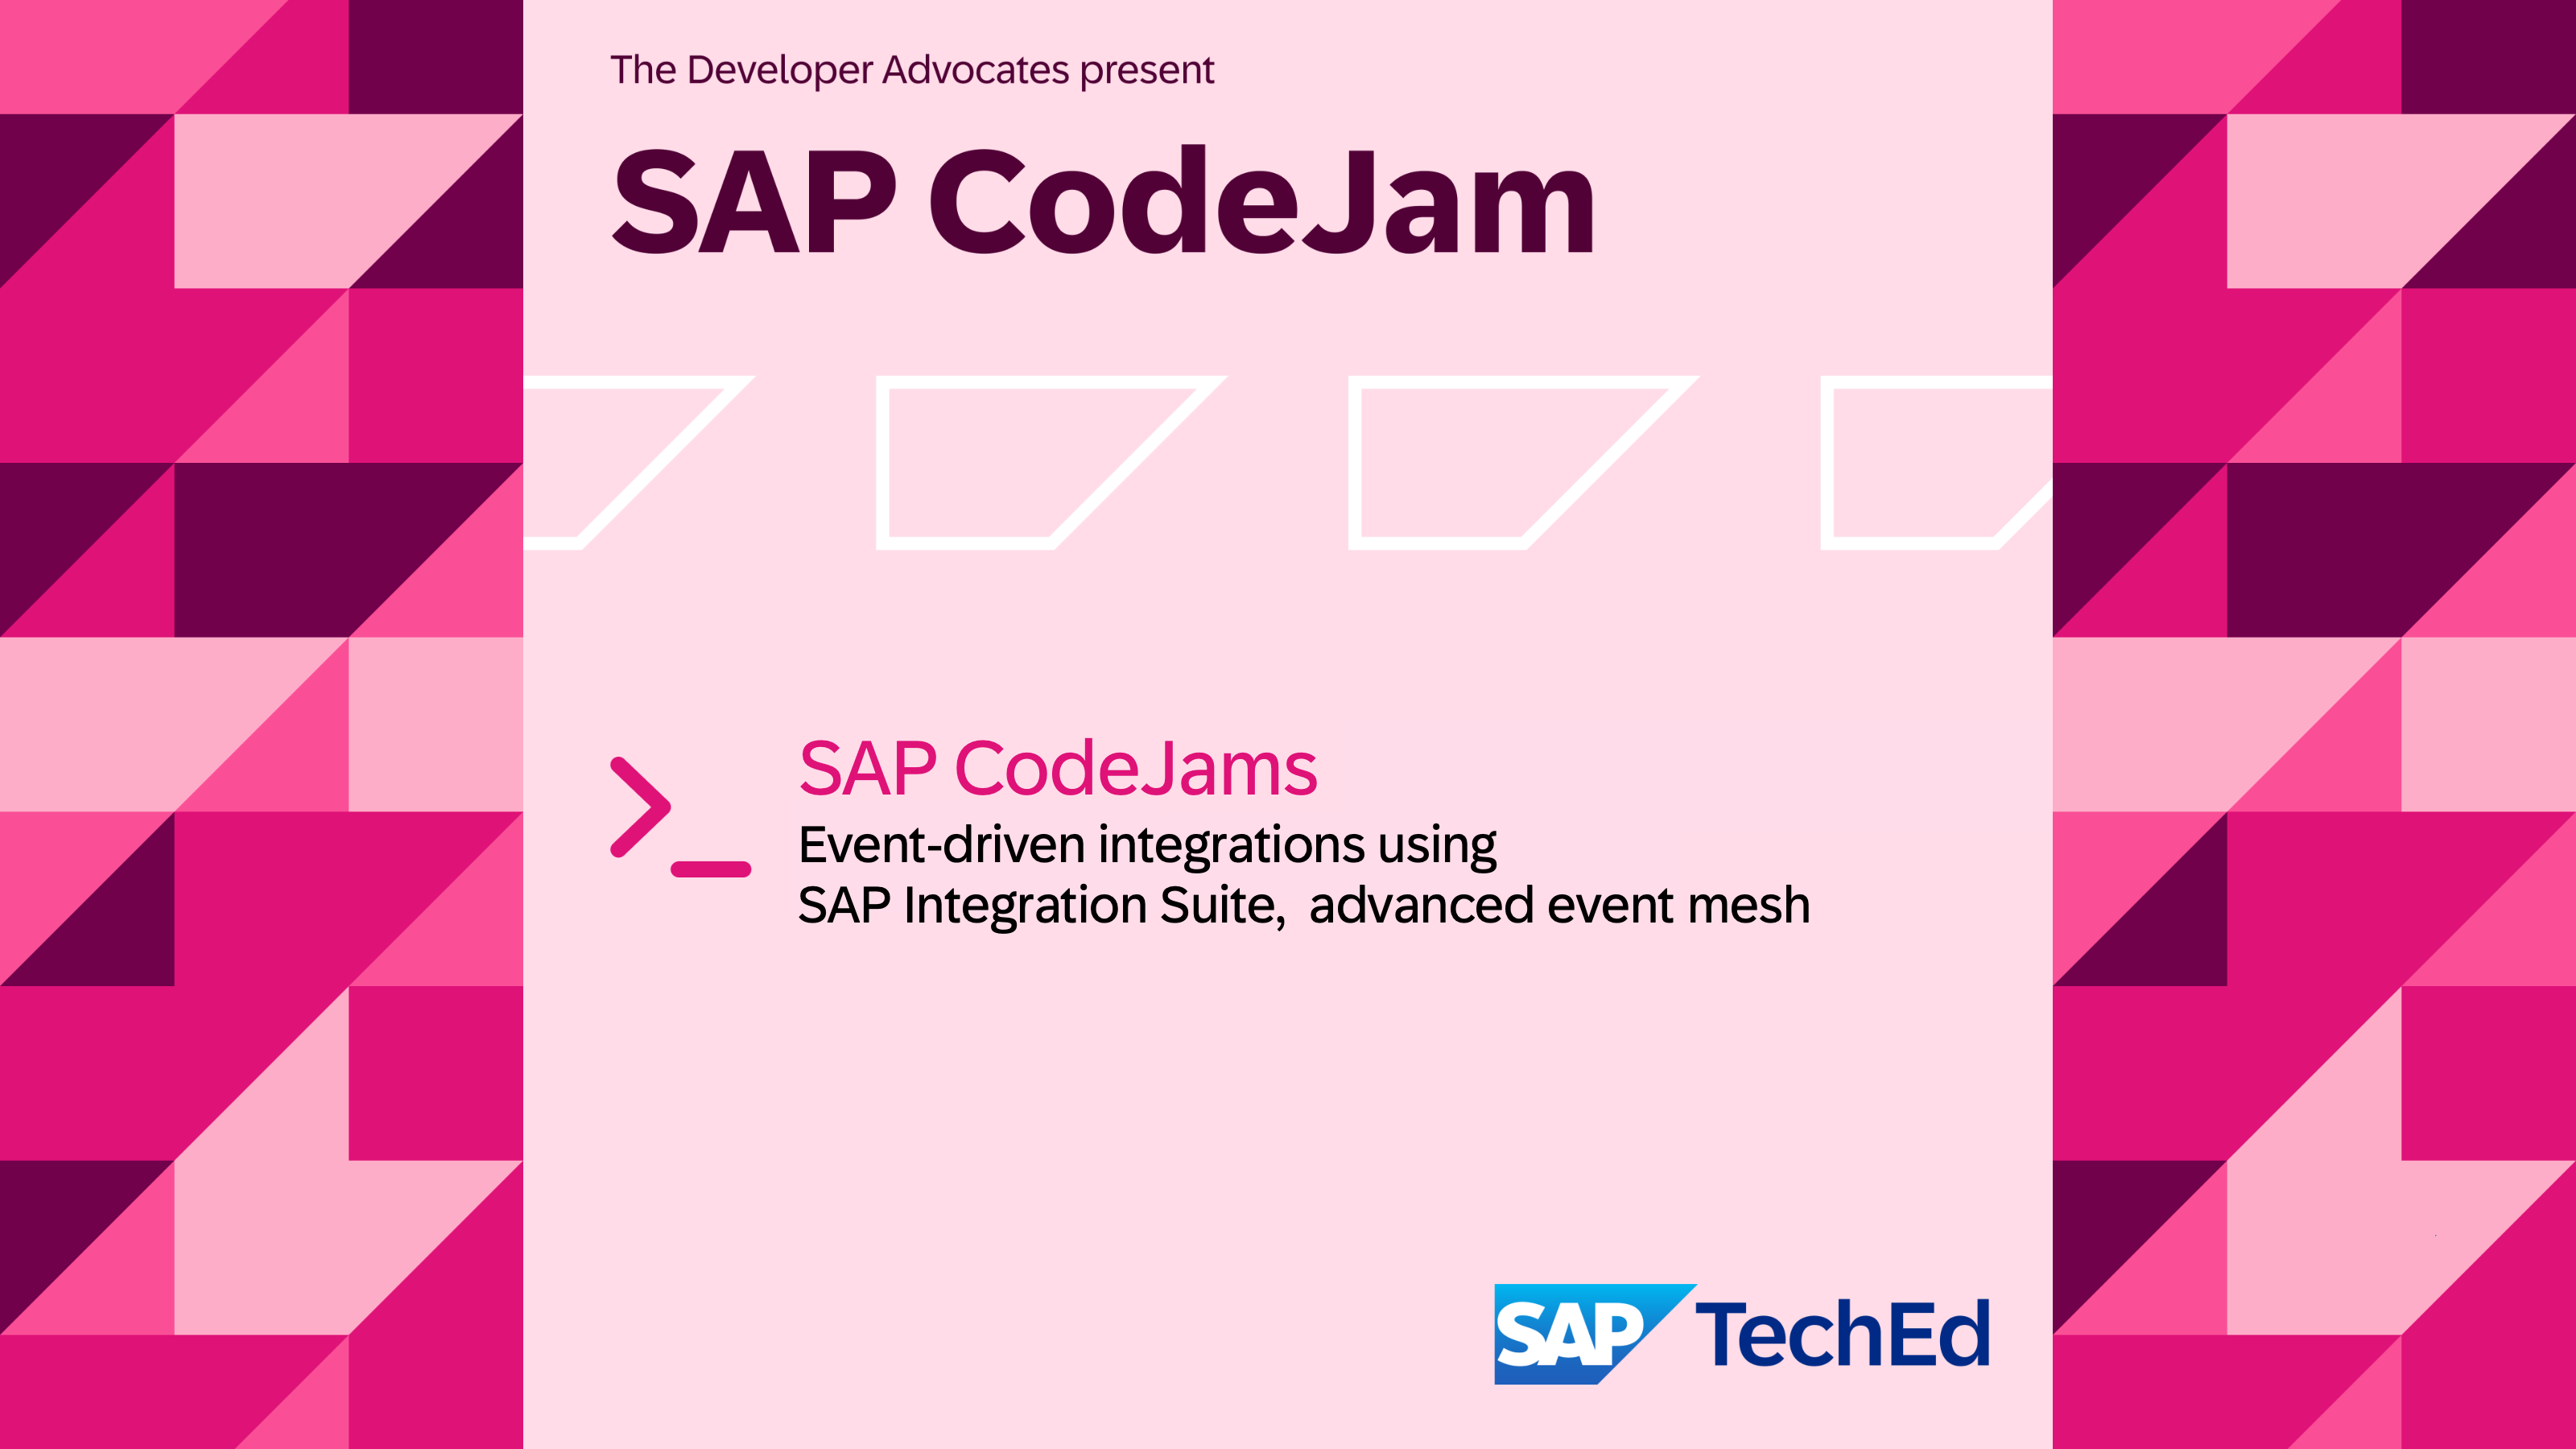 The Developer Advocates present
SAP CodeJam
SAP CodeJams
Event-driven integrations using
SAP Integration Suite,  advanced event mesh
SAP TechEd